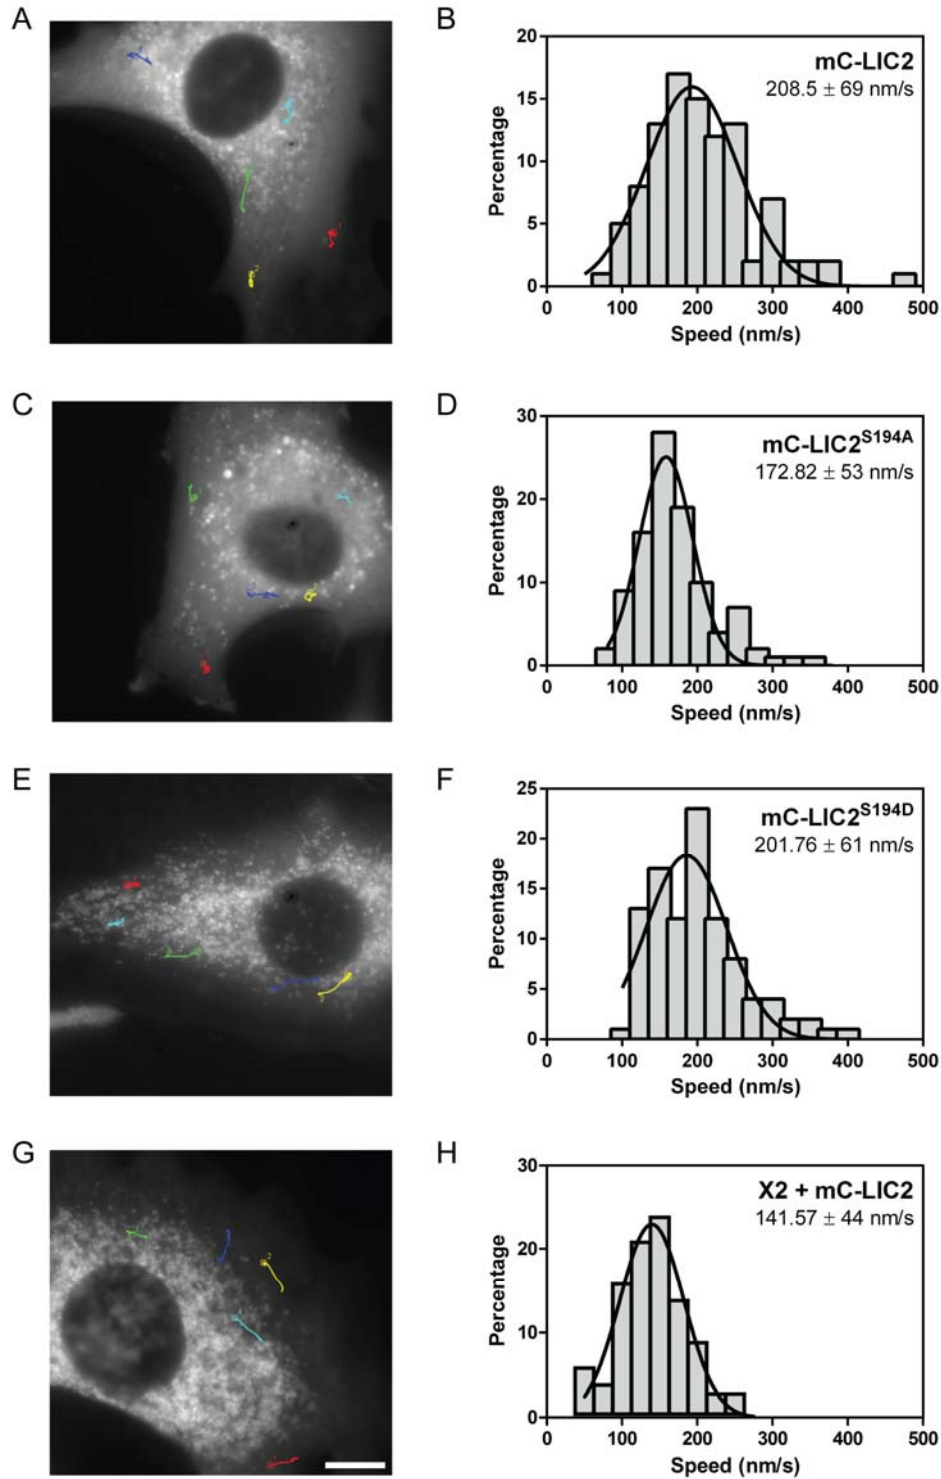 A
B
20
15
10
5
0
Percentage
mC-LIC2
208.5 ± 69 nm/s
0 100 200 300 400 500
Speed (nm/s)
C
D
30
20
10
0
Percentage
mC-LIC2S194A
172.82 ± 53 nm/s
0 100 200 300 400 500
Speed (nm/s)
E
F
25
20
15
10
5
0
Percentage
mC-LIC2S194D
201.76 ± 61 nm/s
0 100 200 300 400 500
Speed (nm/s)
G
H
30
20
10
0
Percentage
X2 + mC-LIC2
141.57 ± 44 nm/s
0 100 200 300 400 500
Speed (nm/s)